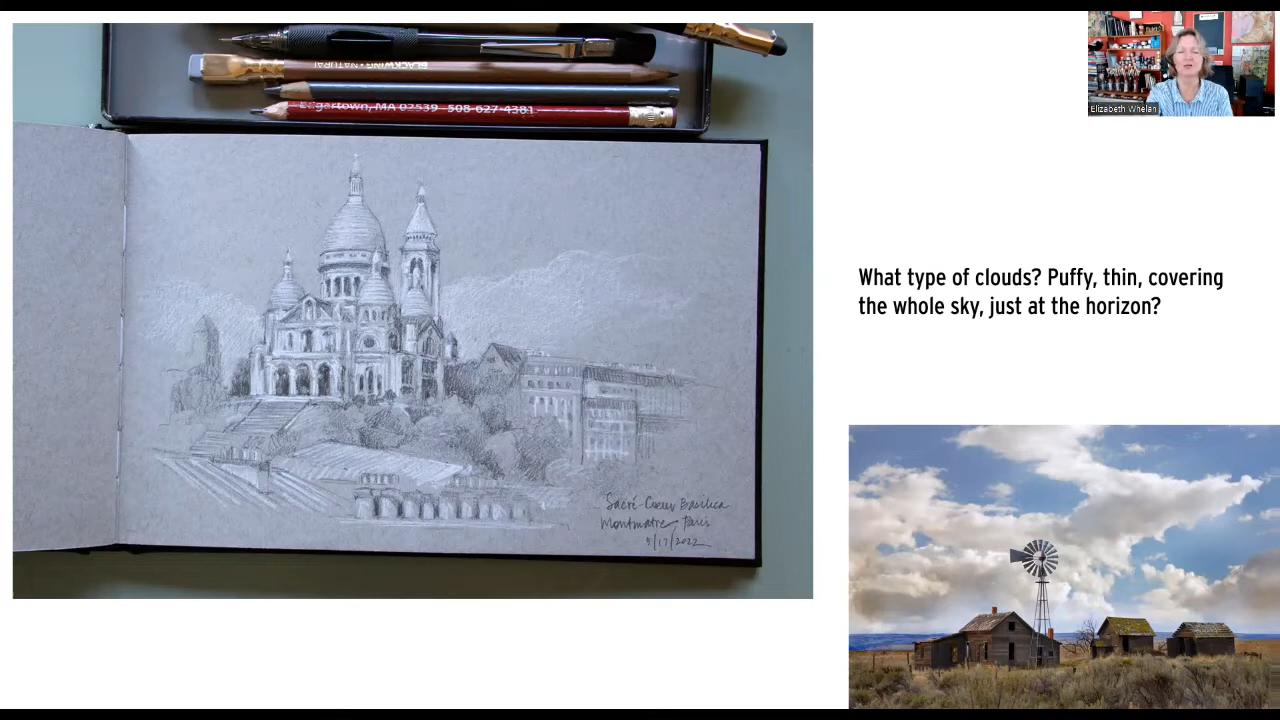 BLACKWING • NATURAL
Edgartown, MA 02539 508-627-4381
Elizabeth Whelan
What type of clouds? Puffy, thin, covering
the whole sky, just at the horizon?
Sacré-Coeur Basilica
Montmatre, Paris
5/17/2022